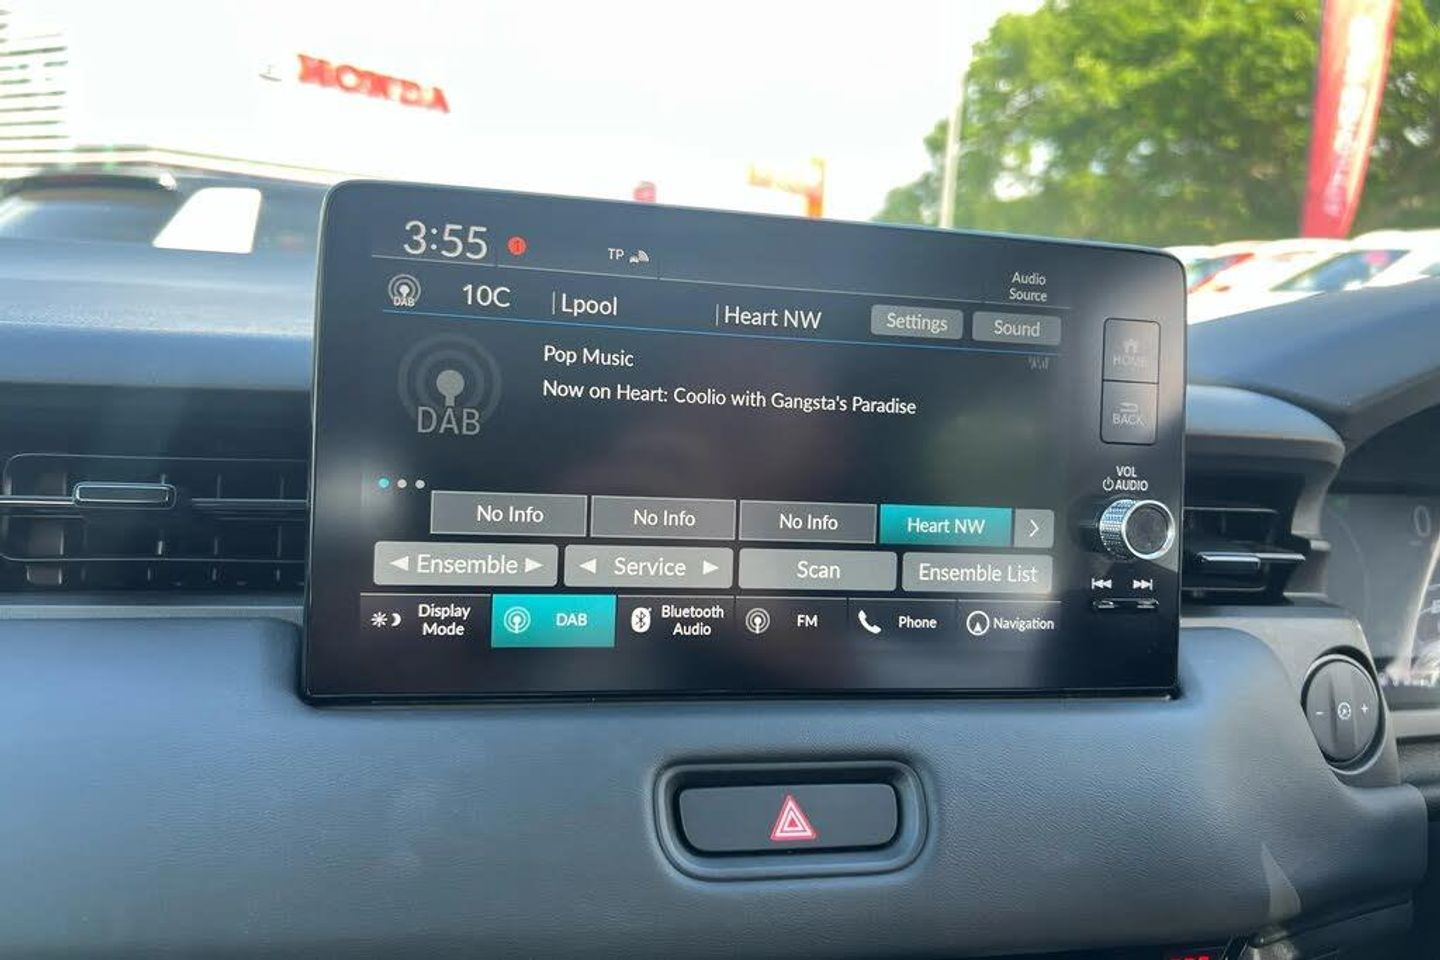 HONDA
3:55
TP
Audio
Source
DAB
10C
Lpool
Heart NW
Settings
Sound
Pop Music
Now on Heart: Coolio with Gangsta's Paradise
DAB
HOME
BACK
VOL
AUDIO
No Info
No Info
No Info
Heart NW
Ensemble
Service
Scan
Ensemble List
Display
Mode
DAB
Bluetooth
Audio
FM
Phone
Navigation
- +
0